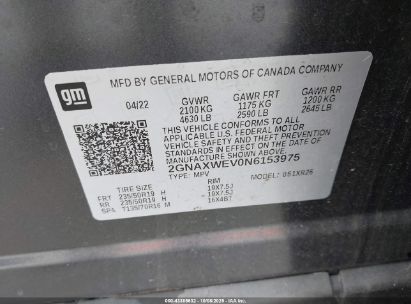 MFD BY GENERAL MOTORS OF CANADA COMPANY
gm
04/22
GVWR GAWR FRT GAWR RR
2100 KG 1175 KG 1200 KG
4630 LB 2590 LB 2645 LB
THIS VEHICLE CONFORMS TO ALL
APPLICABLE U.S. FEDERAL MOTOR
VEHICLE SAFETY AND THEFT PREVENTION
STANDARDS IN EFFECT ON THE DATE OF
MANUFACTURE SHOWN ABOVE.
2GNAXWEV0N6153975
TYPE: MPV MODEL:
TIRE SIZE RIM
FRT 235/50R19 H 19X7.5J
RR 235/50R19 H 19X7.5J
SPA T135/70R16 M 16X4BT